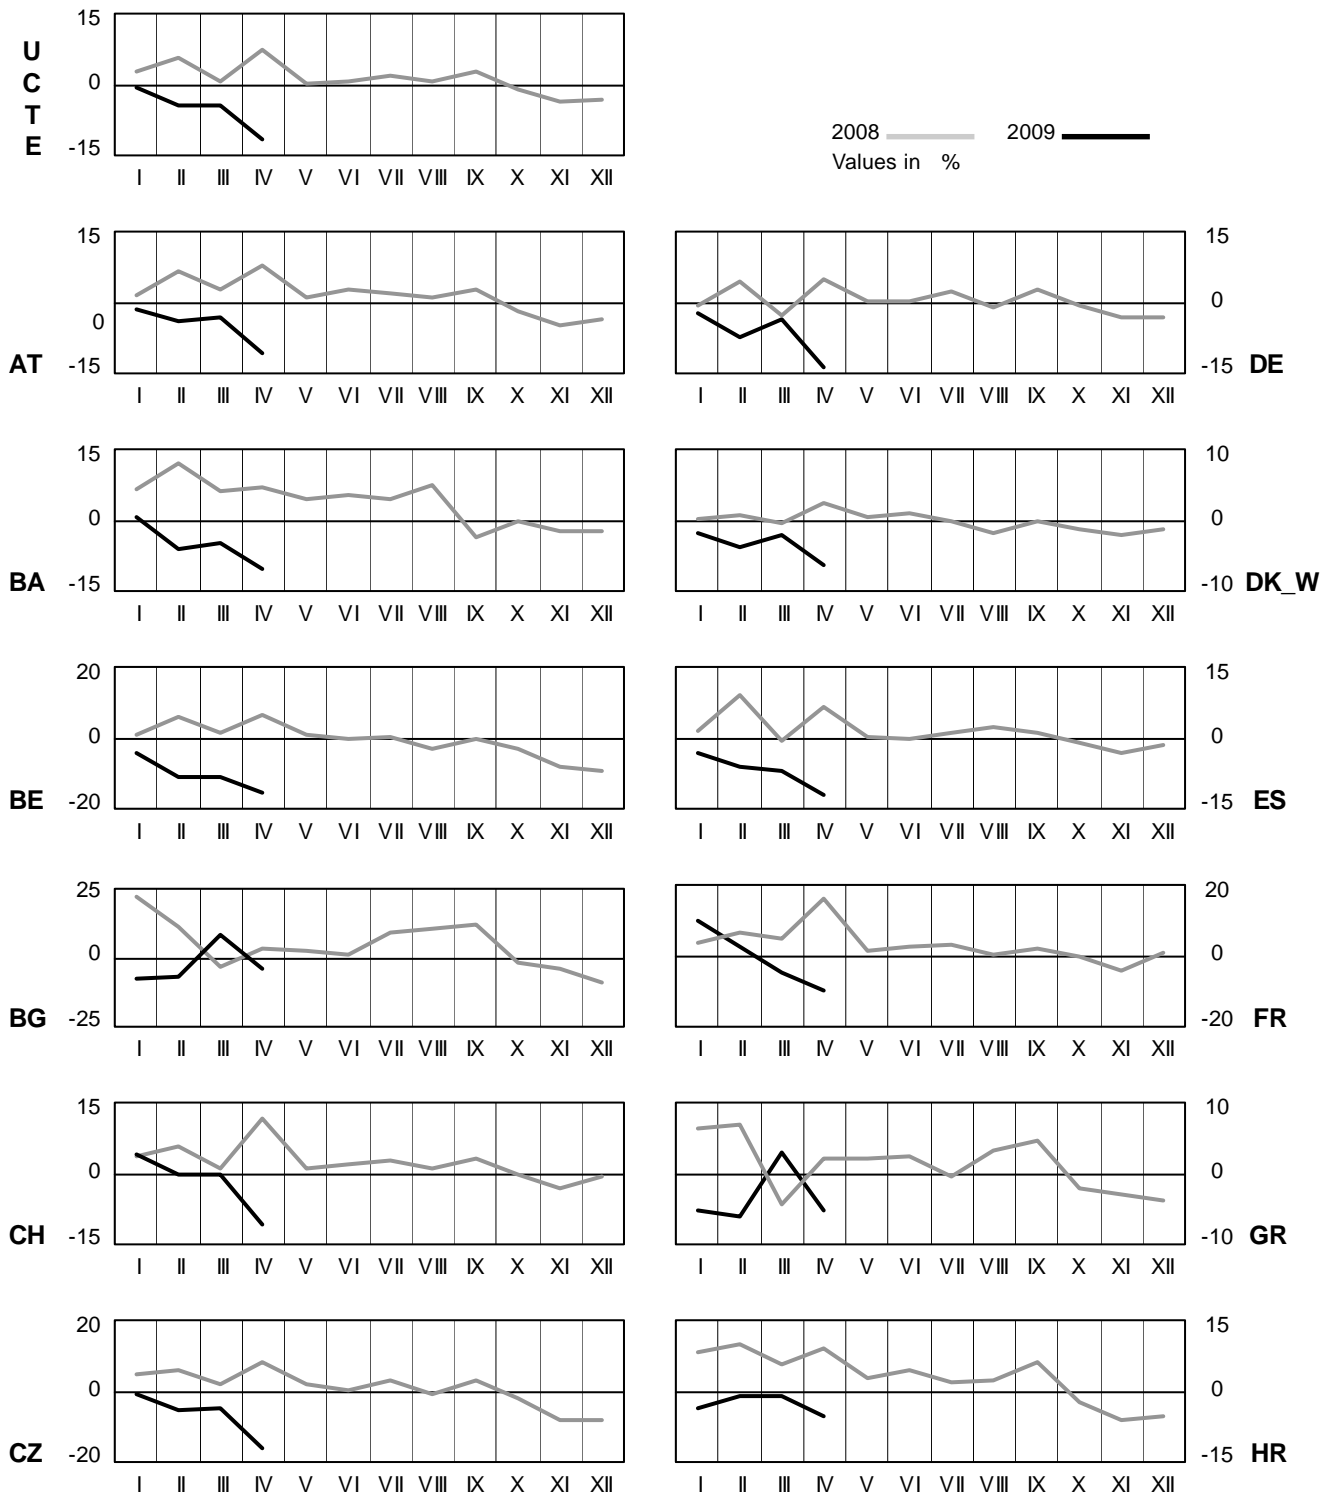 U
C
T
E
15
0
-15
I II III IV V VI VII VIII IX X XI XII
2008 2009
Values in %
AT
15
0
-15
I II III IV V VI VII VIII IX X XI XII
15
0
-15
DE
I II III IV V VI VII VIII IX X XI XII
BA
15
0
-15
I II III IV V VI VII VIII IX X XI XII
10
0
-10
DK_W
I II III IV V VI VII VIII IX X XI XII
BE
20
0
-20
I II III IV V VI VII VIII IX X XI XII
15
0
-15
ES
I II III IV V VI VII VIII IX X XI XII
BG
25
0
-25
I II III IV V VI VII VIII IX X XI XII
20
0
-20
FR
I II III IV V VI VII VIII IX X XI XII
CH
15
0
-15
I II III IV V VI VII VIII IX X XI XII
10
0
-10
GR
I II III IV V VI VII VIII IX X XI XII
CZ
20
0
-20
I II III IV V VI VII VIII IX X XI XII
15
0
-15
HR
I II III IV V VI VII VIII IX X XI XII